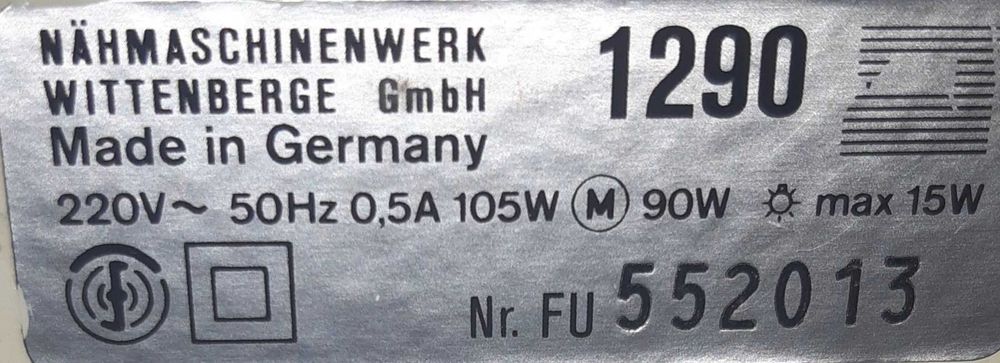 NÄHMASCHINENWERK
WITTENBERGE GmbH
Made in Germany
1290
220V~ 50Hz 0,5A 105W M 90W max 15W
Nr. FU 552013